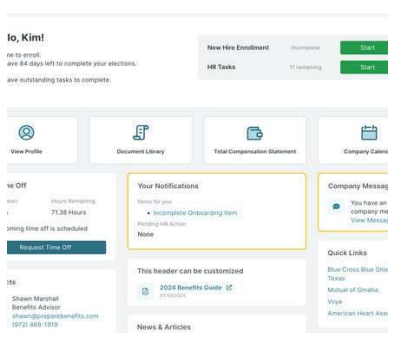 lo, Kim!
me to enroll.
ave 84 days left to complete your elections.
ave outstanding tasks to complete.
New Hire Enrollment
Incomplete
Start
HR Tasks
11 remaining
Start
View Profile
Document Library
Total Compensation Statement
Company Calen
me Off
Hours Remaining
71.38 Hours
oming time off is scheduled
Request Time Off
cts
Shawn Marshall
Benefits Advisor
shawn@preparebenefits.com
(972) 469-1919
Your Notifications
Items for you
• Incomplete Onboarding Item
Pending HR Action
None
This header can be customized
2024 Benefits Guide
News & Articles
Company Messag
You have an
company me
View Messag
Quick Links
Blue Cross Blue Shie
Texas
Mutual of Omaha
Voya
American Heart Asso